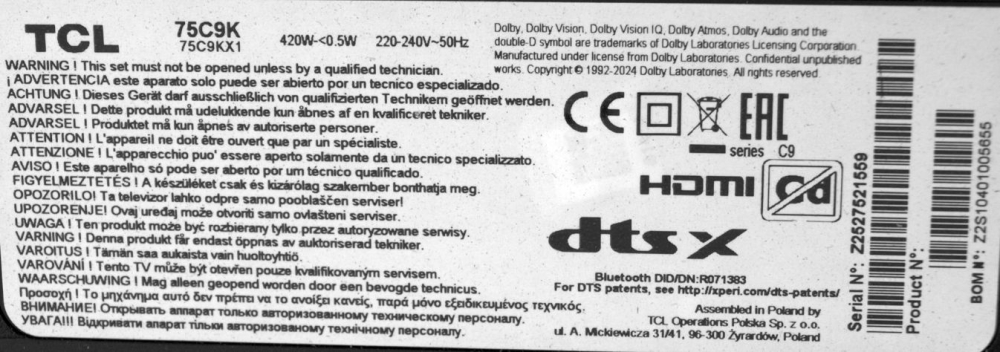 TCL
75C9K
75C9KX1
420W-<0.5W 220-240V~50Hz
Dolby, Dolby Vision, Dolby Vision IQ, Dolby Atmos, Dolby Audio and the
double-D symbol are trademarks of Dolby Laboratories Licensing Corporation.
Manufactured under license from Dolby Laboratories. Confidential unpublished
works. Copyright © 1992-2024 Dolby Laboratories. All rights reserved.
WARNING ! This set must not be opened unless by a qualified technician.
¡ ADVERTENCIA este aparato solo puede ser abierto por un tecnico especializado.
ACHTUNG ! Dieses Gerät darf ausschließlich von qualifizierten Technikern geöffnet werden.
ADVARSEL ! Dette produkt må udelukkende kun åbnes af en kvalificeret tekniker.
ADVARSEL ! Produktet må kun åpnes av autoriserte personer.
ATTENTION ! L'appareil ne doit être ouvert que par un spécialiste.
ATTENZIONE ! L'apparecchio puo' essere aperto solamente da un tecnico specializzato.
AVISO ! Este aparelho só pode ser aberto por um técnico qualificado.
FIGYELMEZTETÉS ! A készüléket csak és kizárólag szakember bonthatja meg.
OPOZORILO! Ta televizor lahko odpre samo pooblaščen serviser!
UPOZORENJE! Ovaj uređaj može otvoriti samo ovlašteni serviser.
UWAGA ! Ten produkt może być rozbierany tylko przez autoryzowane serwisy.
VARNING ! Denna produkt får endast öppnas av auktoriserad tekniker.
VAROITUS ! Tämän saa aukaista vain huoltoyhtiö.
VAROVÁNÍ ! Tento TV může být otevřen pouze kvalifikovaným servisem.
WAARSCHUWING ! Mag alleen geopend worden door een bevogde technicus.
Προσοχή ! Το μηχάνημα αυτό δεν πρέπει να το ανοίξει κανείς, παρά μόνο εξειδικευμένος τεχνικός.
ВНИМАНИЕ! Открывать аппарат только авторизованному техническому персоналу.
УВАГА!!! Відкривати апарат тільки авторизованому технічному персоналу.
CE
EAC
series C9
HDMI
dts X
Bluetooth DID/DN:R071383
For DTS patents, see http://xperi.com/dts-patents/
Assembled in Poland by
TCL Operations Polska Sp. z o.o.
ul. A. Mickiewicza 31/41, 96-300 Żyrardów, Poland
Serial N°: Z2527521559
Product N°:
BOM N°: Z2S10401005655